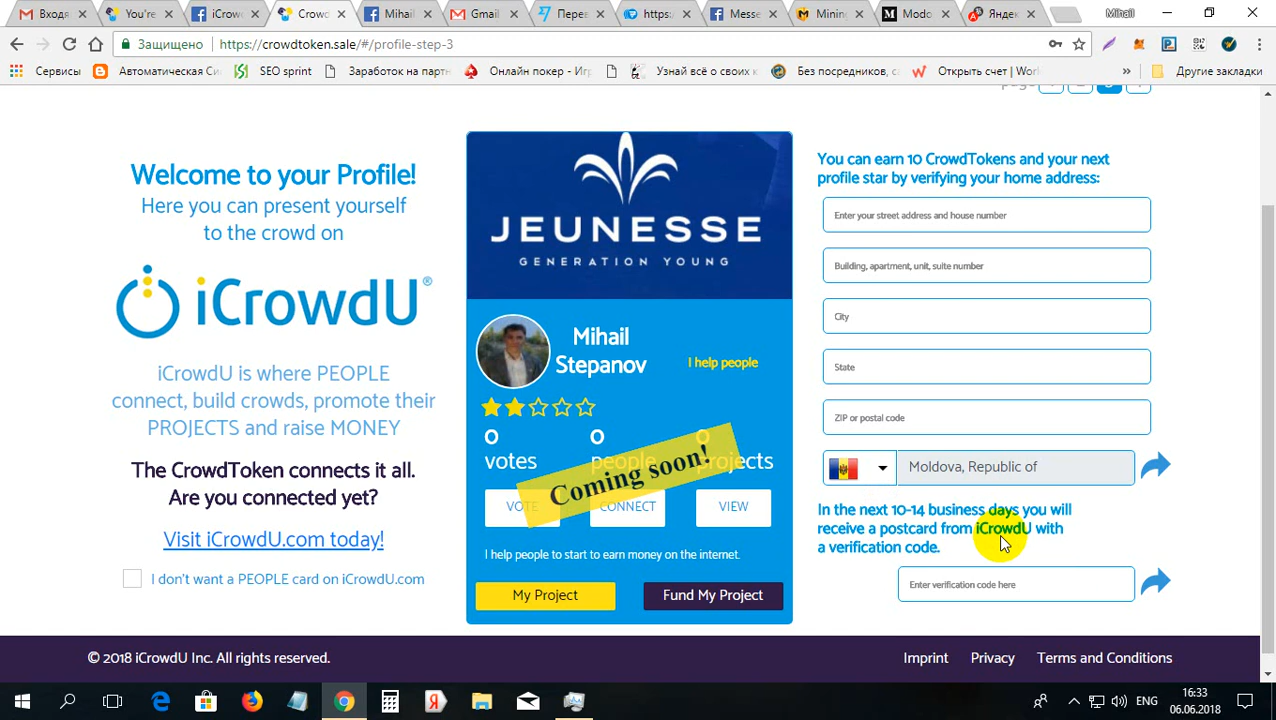 Входя
You're
iCrow
Crowd
Mihail
Gmail
Перев
https:
Messe
Mining
Modo
Яндек
Mihail
Защищено
https://crowdtoken.sale/#/profile-step-3
Сервисы
Автоматическая Си
SEO sprint
Заработок на партн
Онлайн покер - Иг
Узнай всё о своих к
Без посредников, са
Открыть счет | Worl
»
Другие закладки
Welcome to your Profile!
Here you can present yourself
to the crowd on
iCrowdU®
iCrowdU is where PEOPLE
connect, build crowds, promote their
PROJECTS and raise MONEY
The CrowdToken connects it all.
Are you connected yet?
Visit iCrowdU.com today!
I don't want a PEOPLE card on iCrowdU.com
JEUNESSE
GENERATION YOUNG
Mihail
Stepanov
I help people
0 0 0
votes people projects
Coming soon!
VOTE CONNECT VIEW
I help people to start to earn money on the internet.
My Project Fund My Project
You can earn 10 CrowdTokens and your next
profile star by verifying your home address:
Enter your street address and house number
Building, apartment, unit, suite number
City
State
ZIP or postal code
Moldova, Republic of
In the next 10-14 business days you will
receive a postcard from iCrowdU with
a verification code.
Enter verification code here
© 2018 iCrowdU Inc. All rights reserved.
Imprint Privacy Terms and Conditions
ENG
16:33
06.06.2018